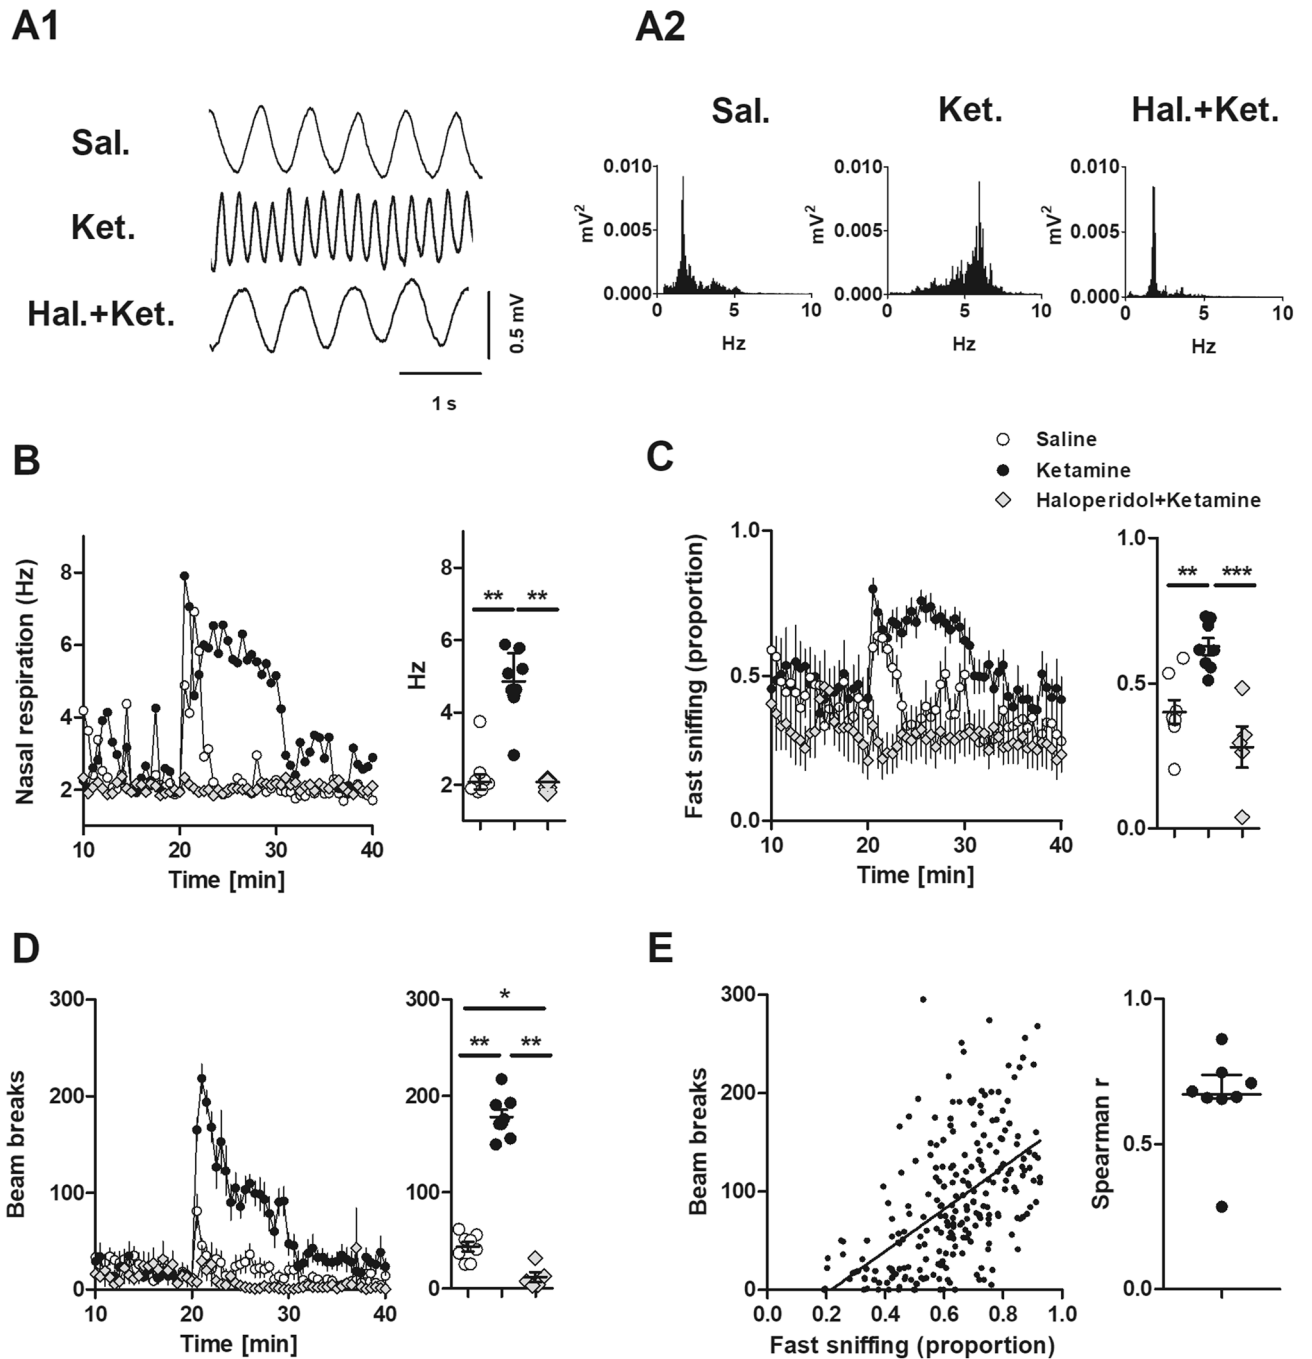 A1
A2
Sal.
Ket.
Hal.+Ket.
0.5 mV
1 s
Sal.
Ket.
Hal.+Ket.
0.010
0.005
0.000
mV2
0
5
10
Hz
0.010
0.005
0.000
mV2
0
5
10
Hz
0.010
0.005
0.000
mV2
0
5
10
Hz
B
Nasal respiration (Hz)
8
6
4
2
10
20
30
40
Time [min]
Hz
8
6
4
2
**
**
C
Saline
Ketamine
Haloperidol+Ketamine
Fast sniffing (proportion)
1.0
0.5
0.0
10
20
30
40
Time [min]
1.0
0.5
0.0
**
***
D
Beam breaks
300
200
100
0
10
20
30
40
Time [min]
300
200
100
0
*
**
**
E
Beam breaks
300
200
100
0
0.0
0.2
0.4
0.6
0.8
1.0
Fast sniffing (proportion)
Spearman r
1.0
0.5
0.0